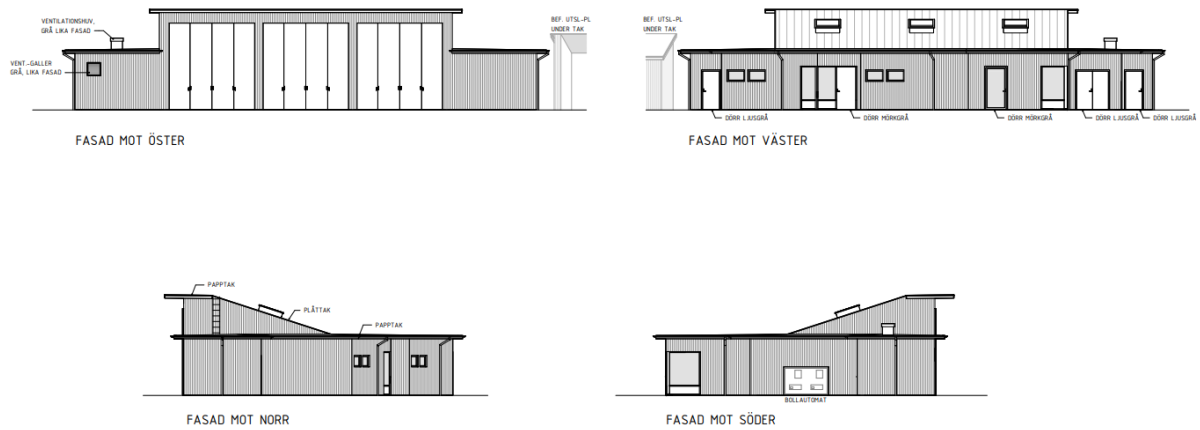 VENTILATIONSHUV,
GRÅ LIKA FASAD
VENT.-GALLER
GRÅ, LIKA FASAD
BEF. UTSL-PL
UNDER TAK
FASAD MOT ÖSTER
BEF. UTSL-PL
UNDER TAK
DÖRR LJUSGRÅ
DÖRR MÖRKGRÅ
DÖRR MÖRKGRÅ
DÖRR LJUSGRÅ
DÖRR LJUSGRÅ
FASAD MOT VÄSTER
PAPPTAK
PLÅTTAK
PAPPTAK
FASAD MOT NORR
BOLLAUTOMAT
FASAD MOT SÖDER